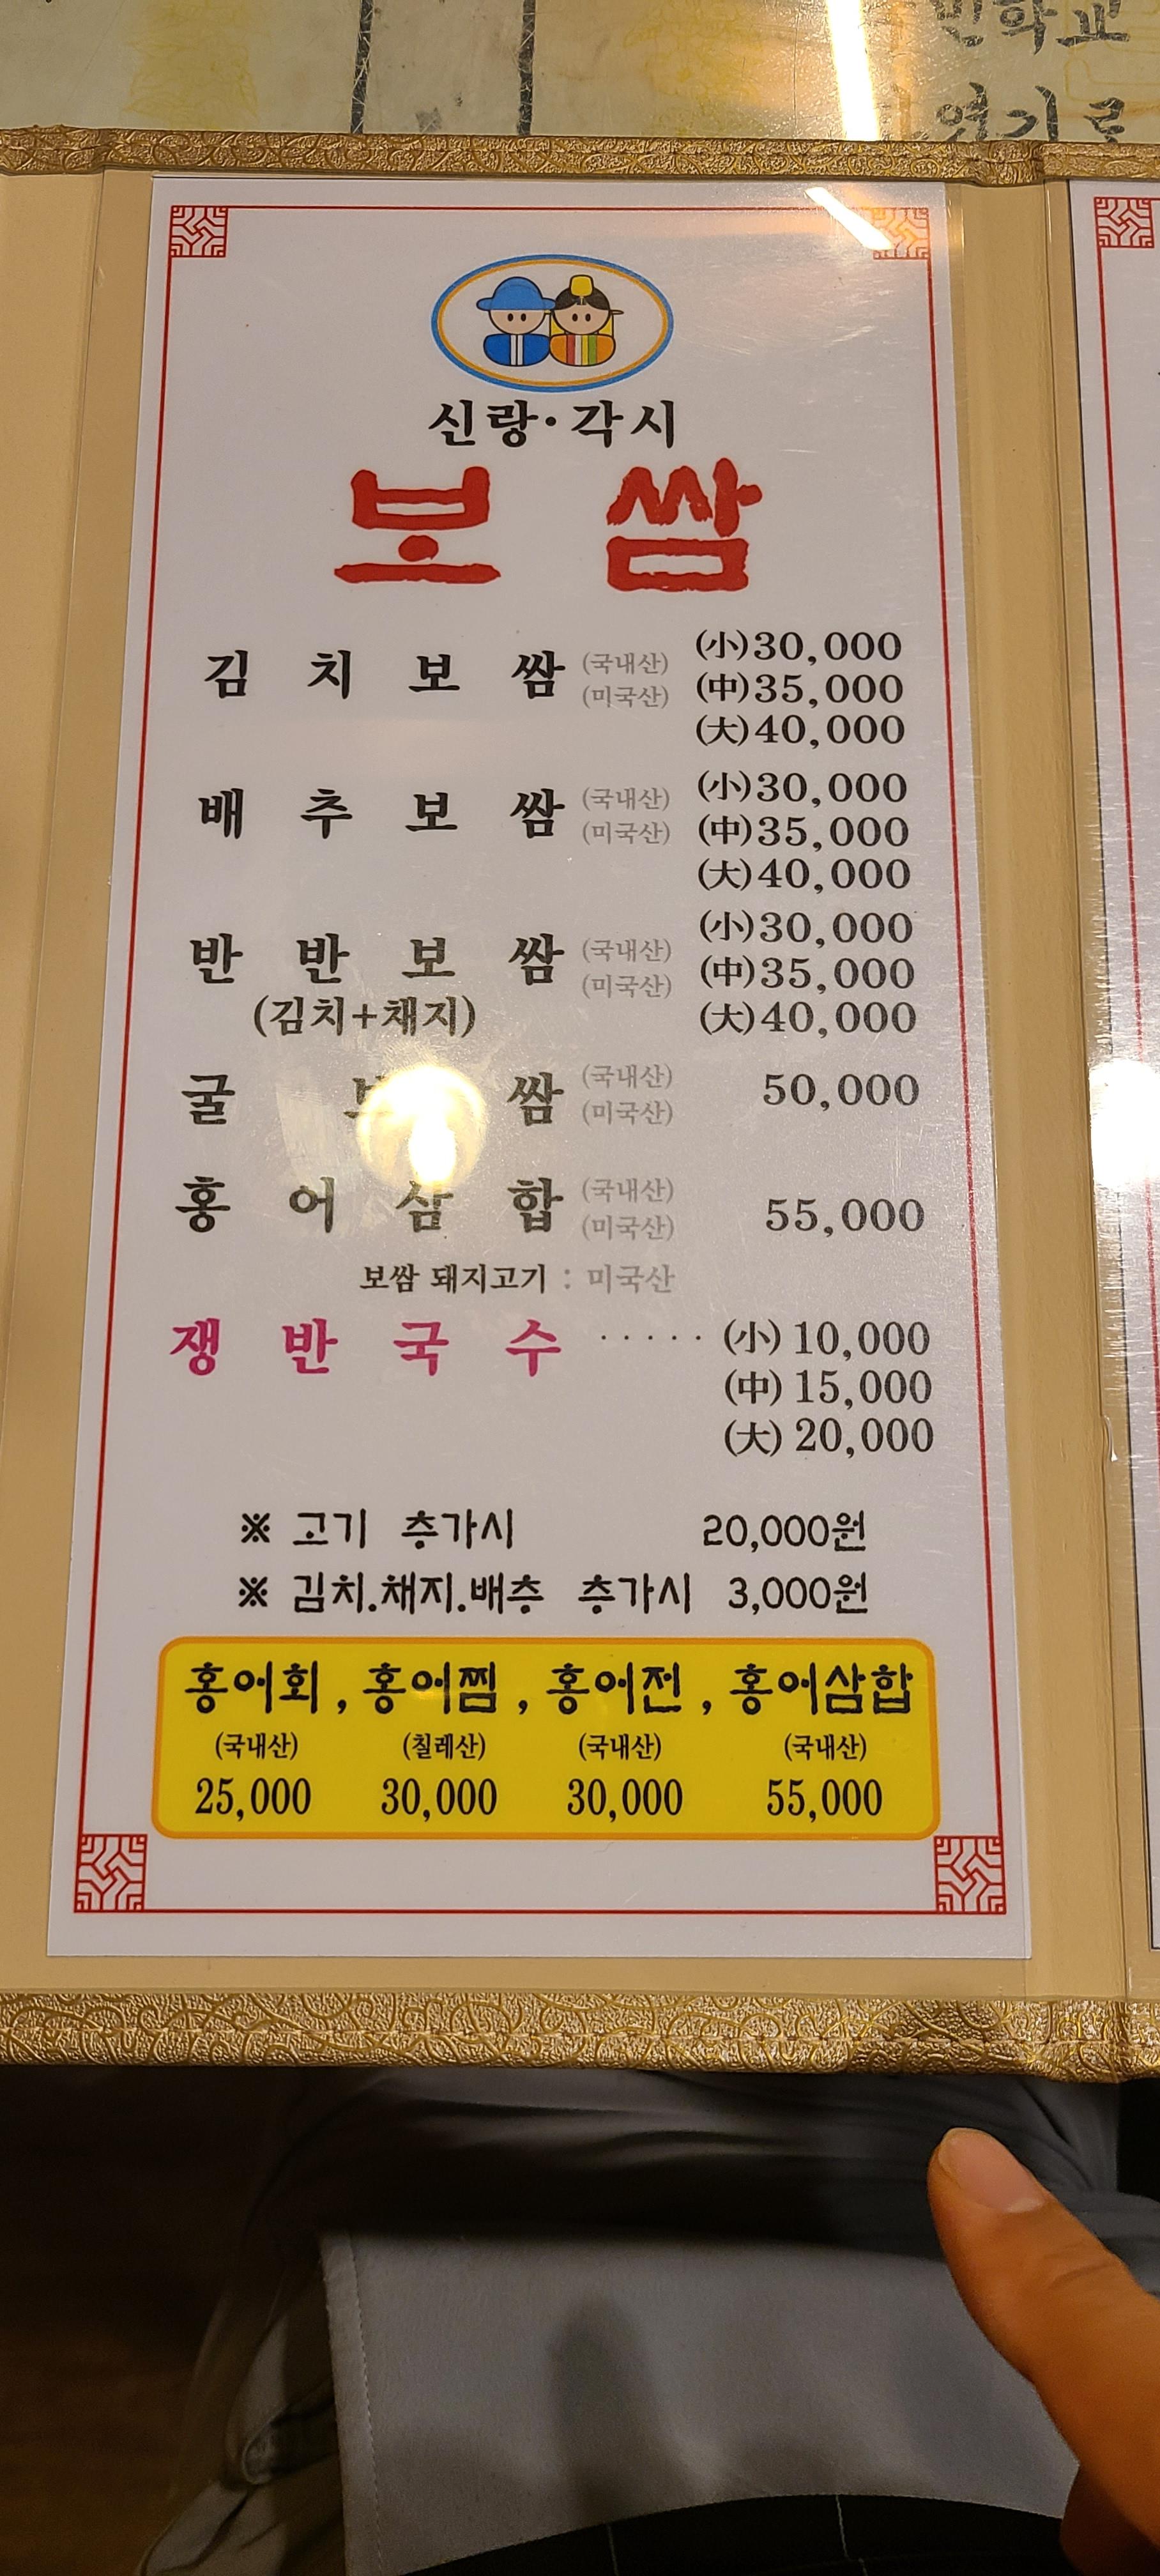 민학교
연기로
신랑·각시
보쌈
김치보쌈 (국내산) (미국산) (小)30,000
(中)35,000
(大)40,000
배추보쌈 (국내산) (미국산) (小)30,000
(中)35,000
(大)40,000
반반보쌈 (국내산) (미국산) (小)30,000
(김치+채지) (中)35,000
(大)40,000
굴보쌈 (국내산) (미국산) 50,000
홍어삼합 (국내산) (미국산) 55,000
보쌈 돼지고기 : 미국산
쟁반국수 ····· (小) 10,000
(中) 15,000
(大) 20,000
※ 고기 추가시 20,000원
※ 김치.채지.배추 추가시 3,000원
홍어회, 홍어찜, 홍어전, 홍어삼합
(국내산) (칠레산) (국내산) (국내산)
25,000 30,000 30,000 55,000